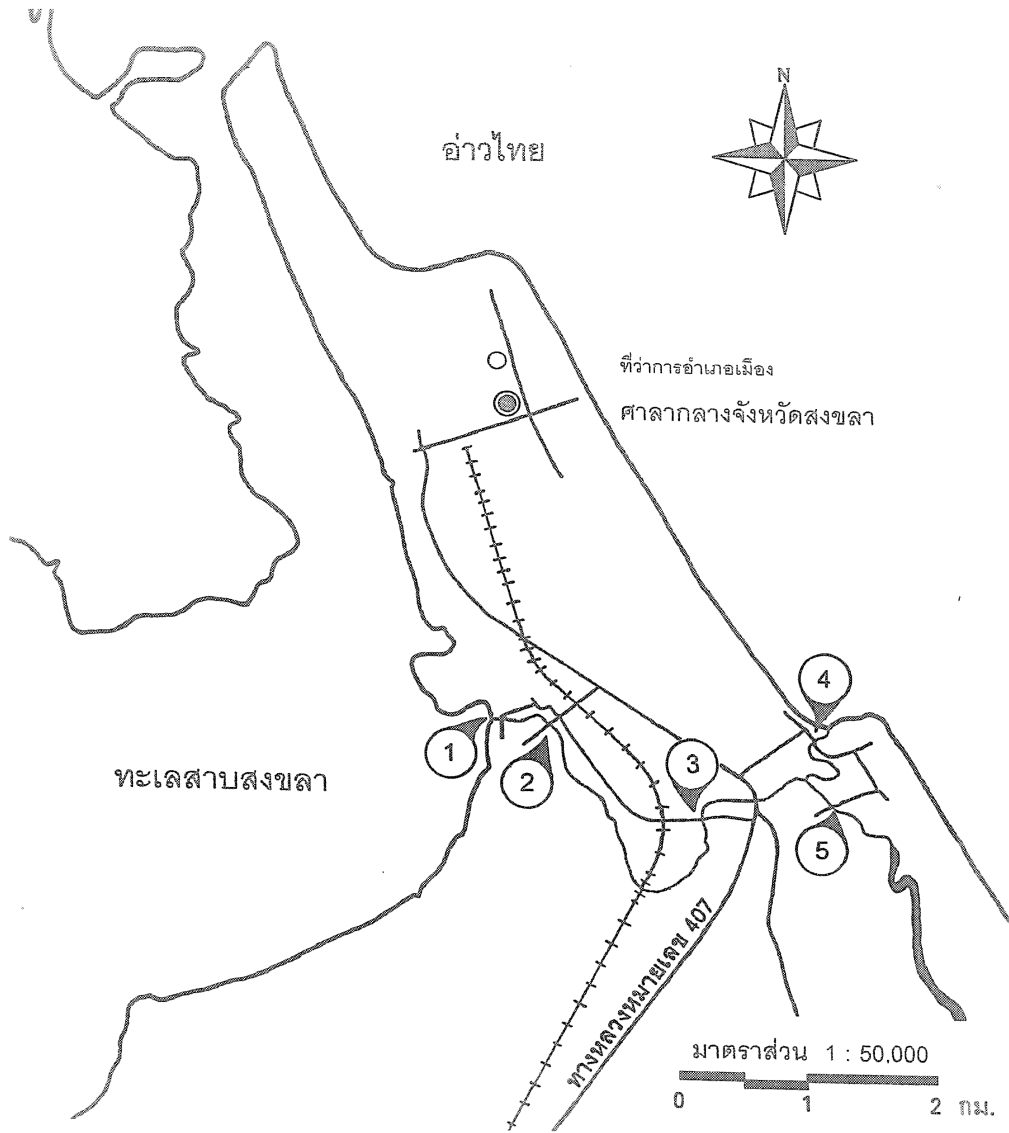 N
อ่าวไทย
ที่ว่าการอำเภอเมือง
ศาลากลางจังหวัดสงขลา
4
1
2
3
ทะเลสาบสงขลา
5
ทางหลวงหมายเลข 407
มาตราส่วน 1 : 50,000
0 1 2 กม.